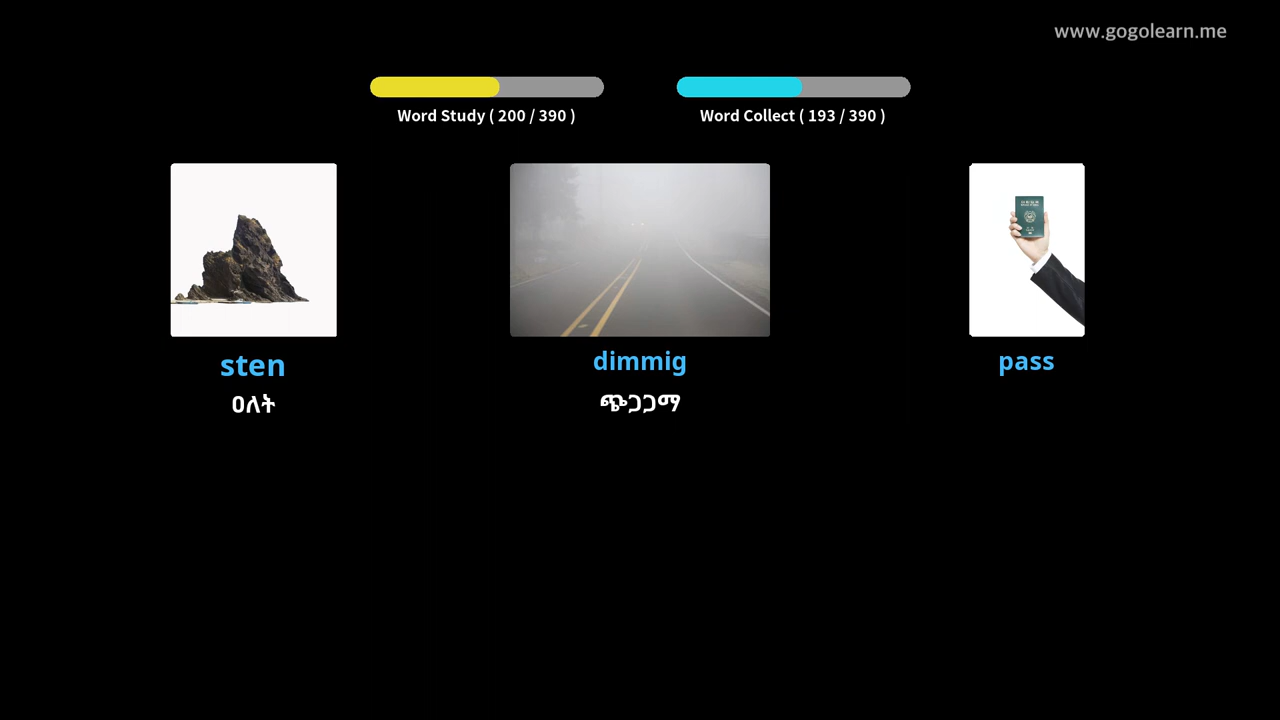 www.gogolearn.me
Word Study ( 200 / 390 )
Word Collect ( 193 / 390 )
sten
ዐለት
dimmig
ጭጋጋማ
pass